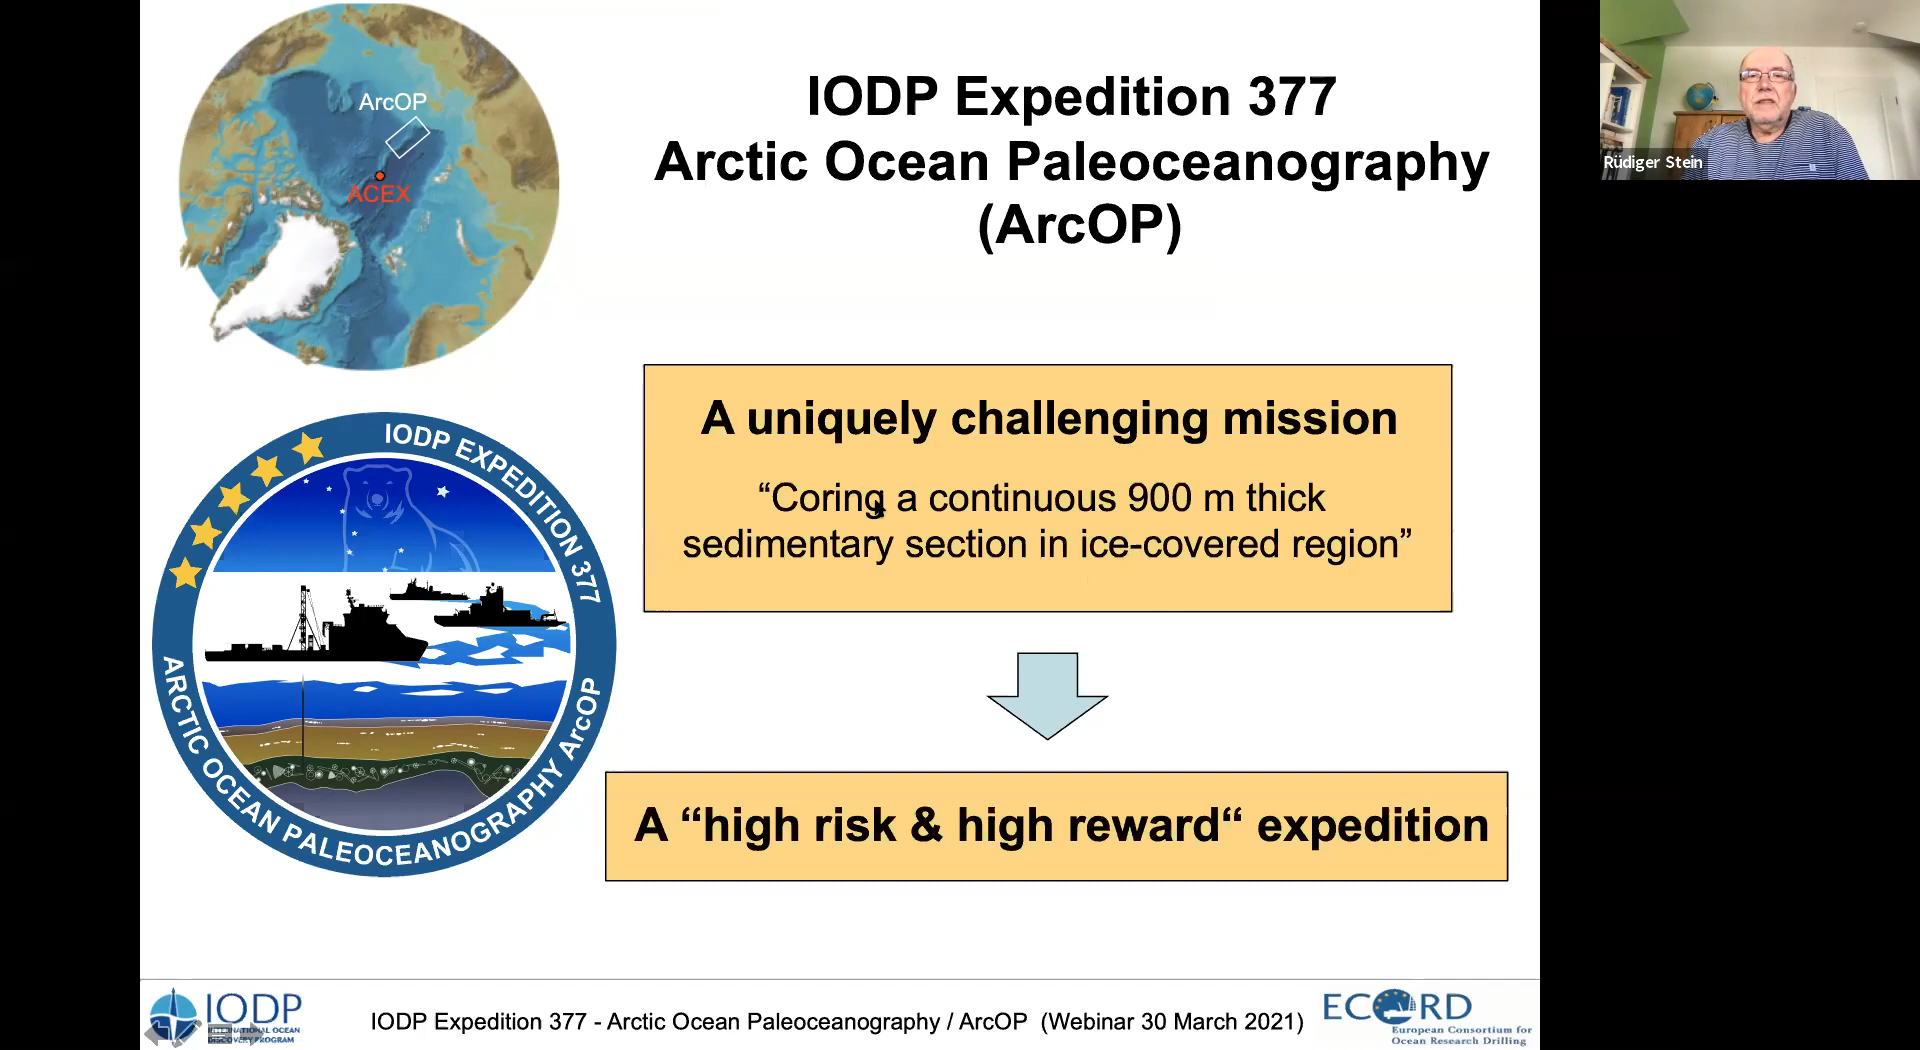 IODP Expedition 377
Arctic Ocean Paleoceanography
(ArcOP)
ArcOP
ACEX
Rüdiger Stein
A uniquely challenging mission
“Coring a continuous 900 m thick
sedimentary section in ice-covered region”
A “high risk & high reward“ expedition
IODP EXPEDITION 377
ARCTIC OCEAN PALEOCEANOGRAPHY ArcOP
IODP
INTERNATIONAL OCEAN
DISCOVERY PROGRAM
IODP Expedition 377 - Arctic Ocean Paleoceanography / ArcOP (Webinar 30 March 2021)
ECORD
European Consortium for
Ocean Research Drilling